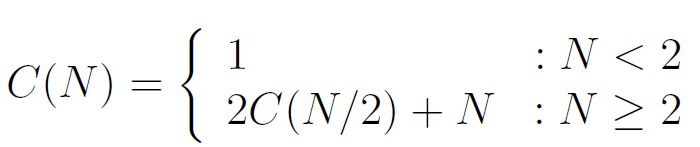 C(N) = { 1 : N < 2
2C(N/2) + N : N ≥ 2